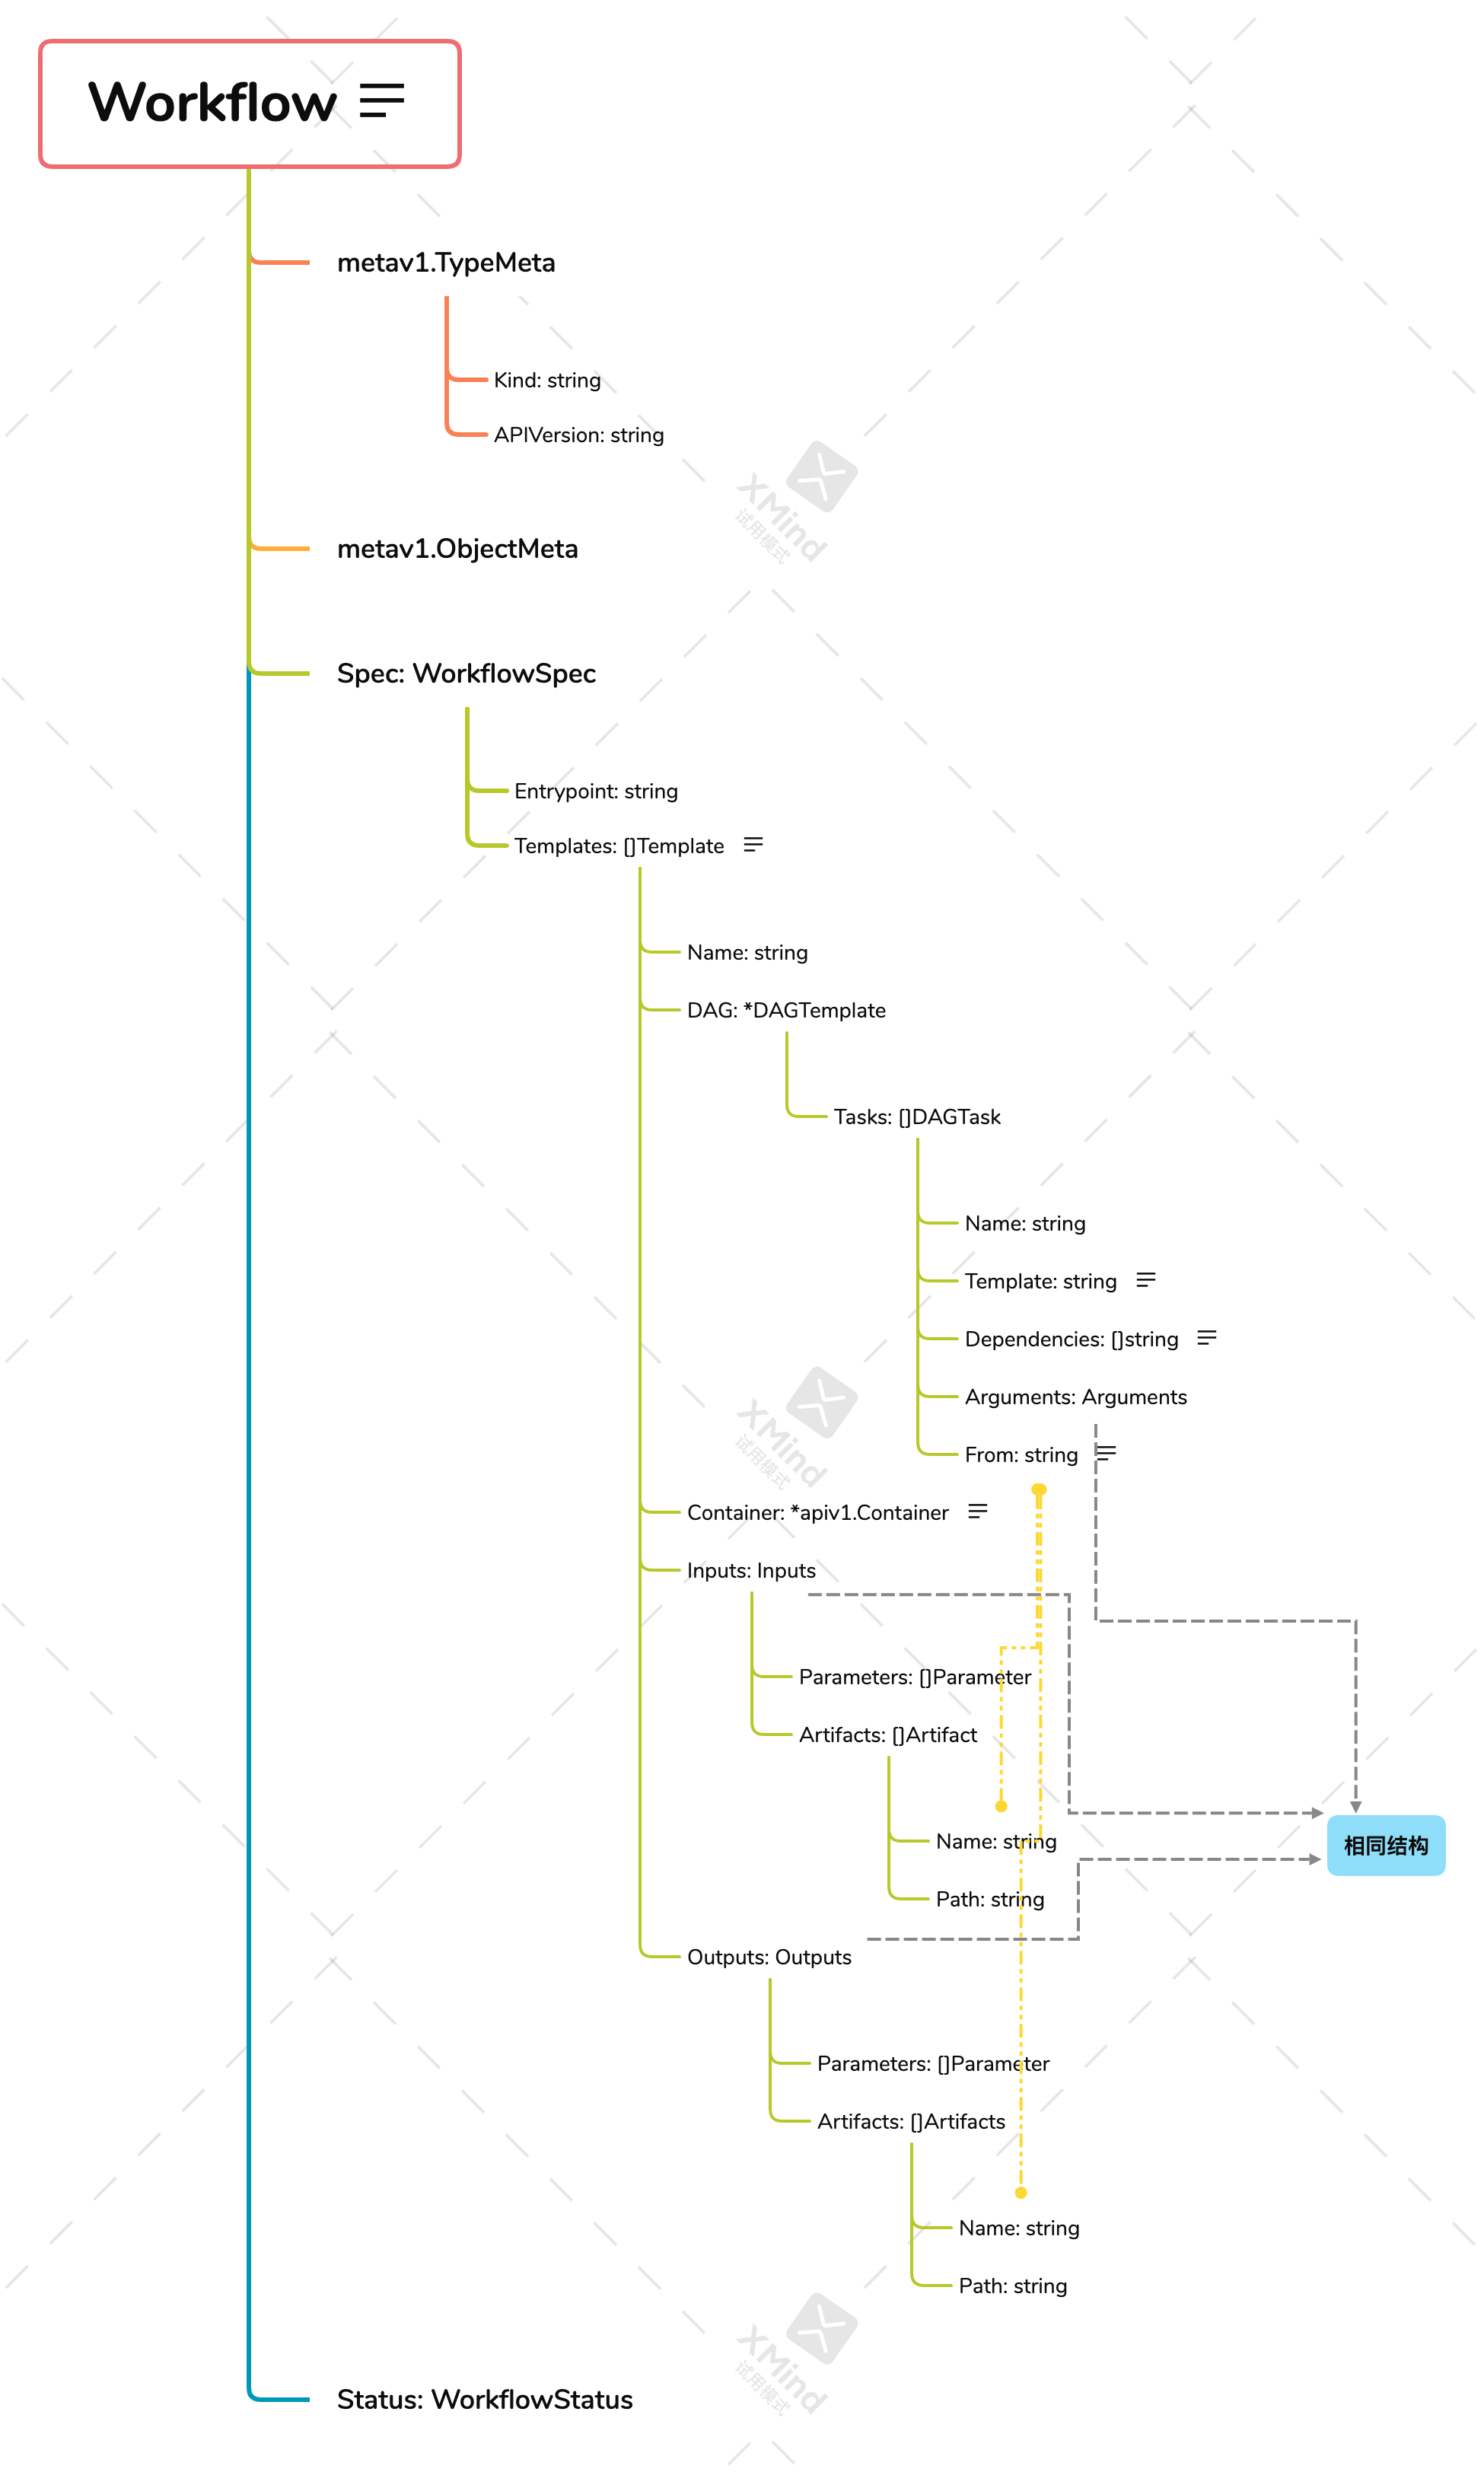 Workflow
metav1.TypeMeta
Kind: string
APIVersion: string
XMind
试用模式
metav1.ObjectMeta
Spec: WorkflowSpec
Entrypoint: string
Templates: []Template
Name: string
DAG: *DAGTemplate
Tasks: []DAGTask
Name: string
Template: string
Dependencies: []string
Arguments: Arguments
XMind
试用模式
From: string
Container: *apiv1.Container
Inputs: Inputs
Parameters: []Parameter
Artifacts: []Artifact
Name: string
相同结构
Path: string
Outputs: Outputs
Parameters: []Parameter
Artifacts: []Artifacts
Name: string
Path: string
XMind
试用模式
Status: WorkflowStatus